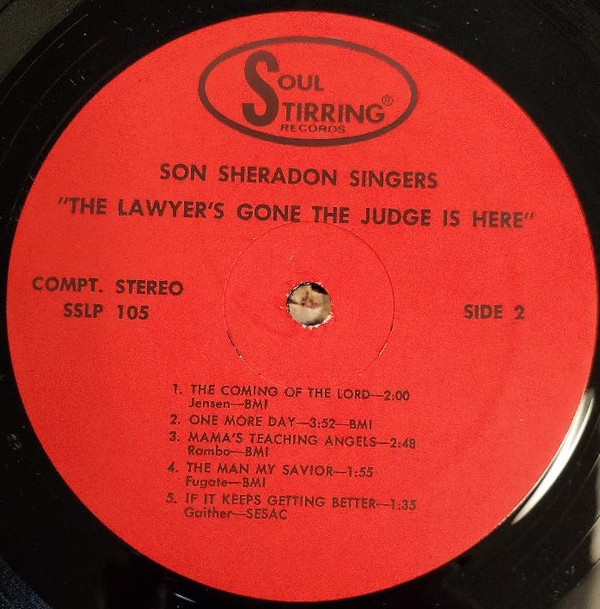 SOUL
STIRRING®
RECORDS
SON SHERADON SINGERS
"THE LAWYER'S GONE THE JUDGE IS HERE"
COMPT. STEREO
SSLP 105
SIDE 2
1. THE COMING OF THE LORD—2:00
Jensen—BMI
2. ONE MORE DAY—3:52—BMI
3. MAMA'S TEACHING ANGELS—2:48
Rambo—BMI
4. THE MAN MY SAVIOR—1:55
Fugate—BMI
5. IF IT KEEPS GETTING BETTER—1:35
Gaither—SESAC